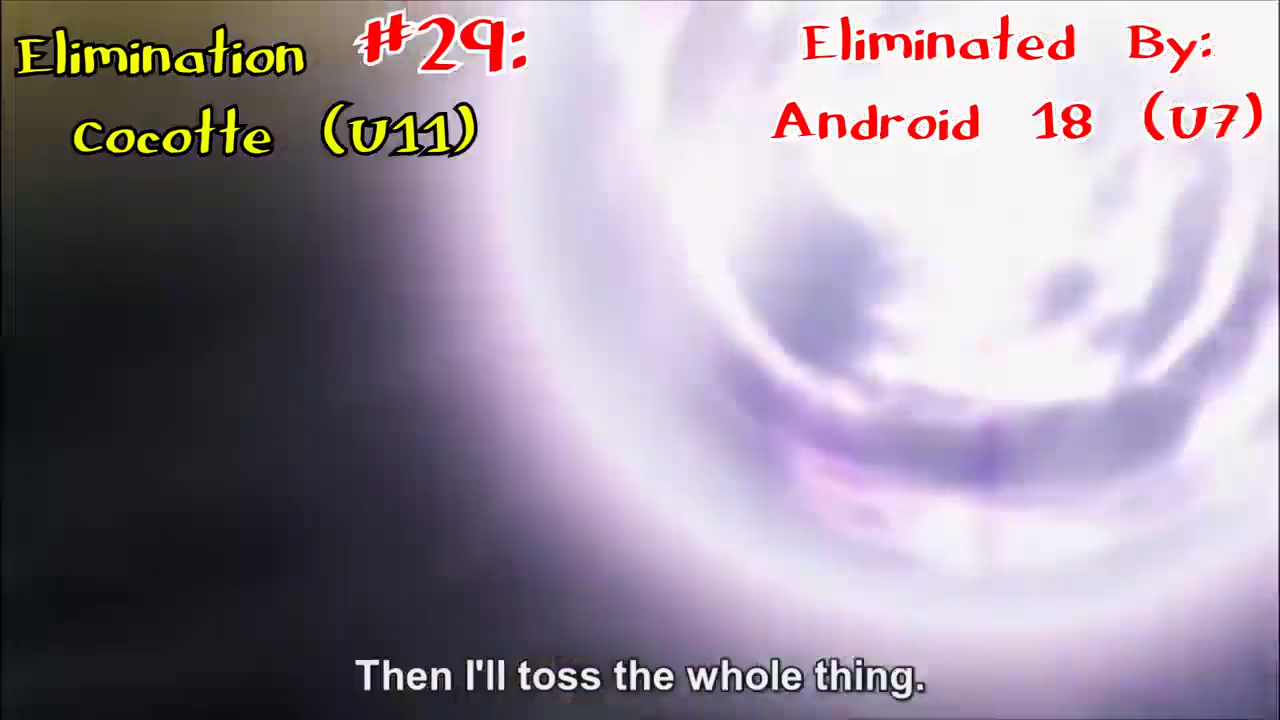 Elimination #29:
Cocotte (U11)
Eliminated By:
Android 18 (U7)
Then I'll toss the whole thing.